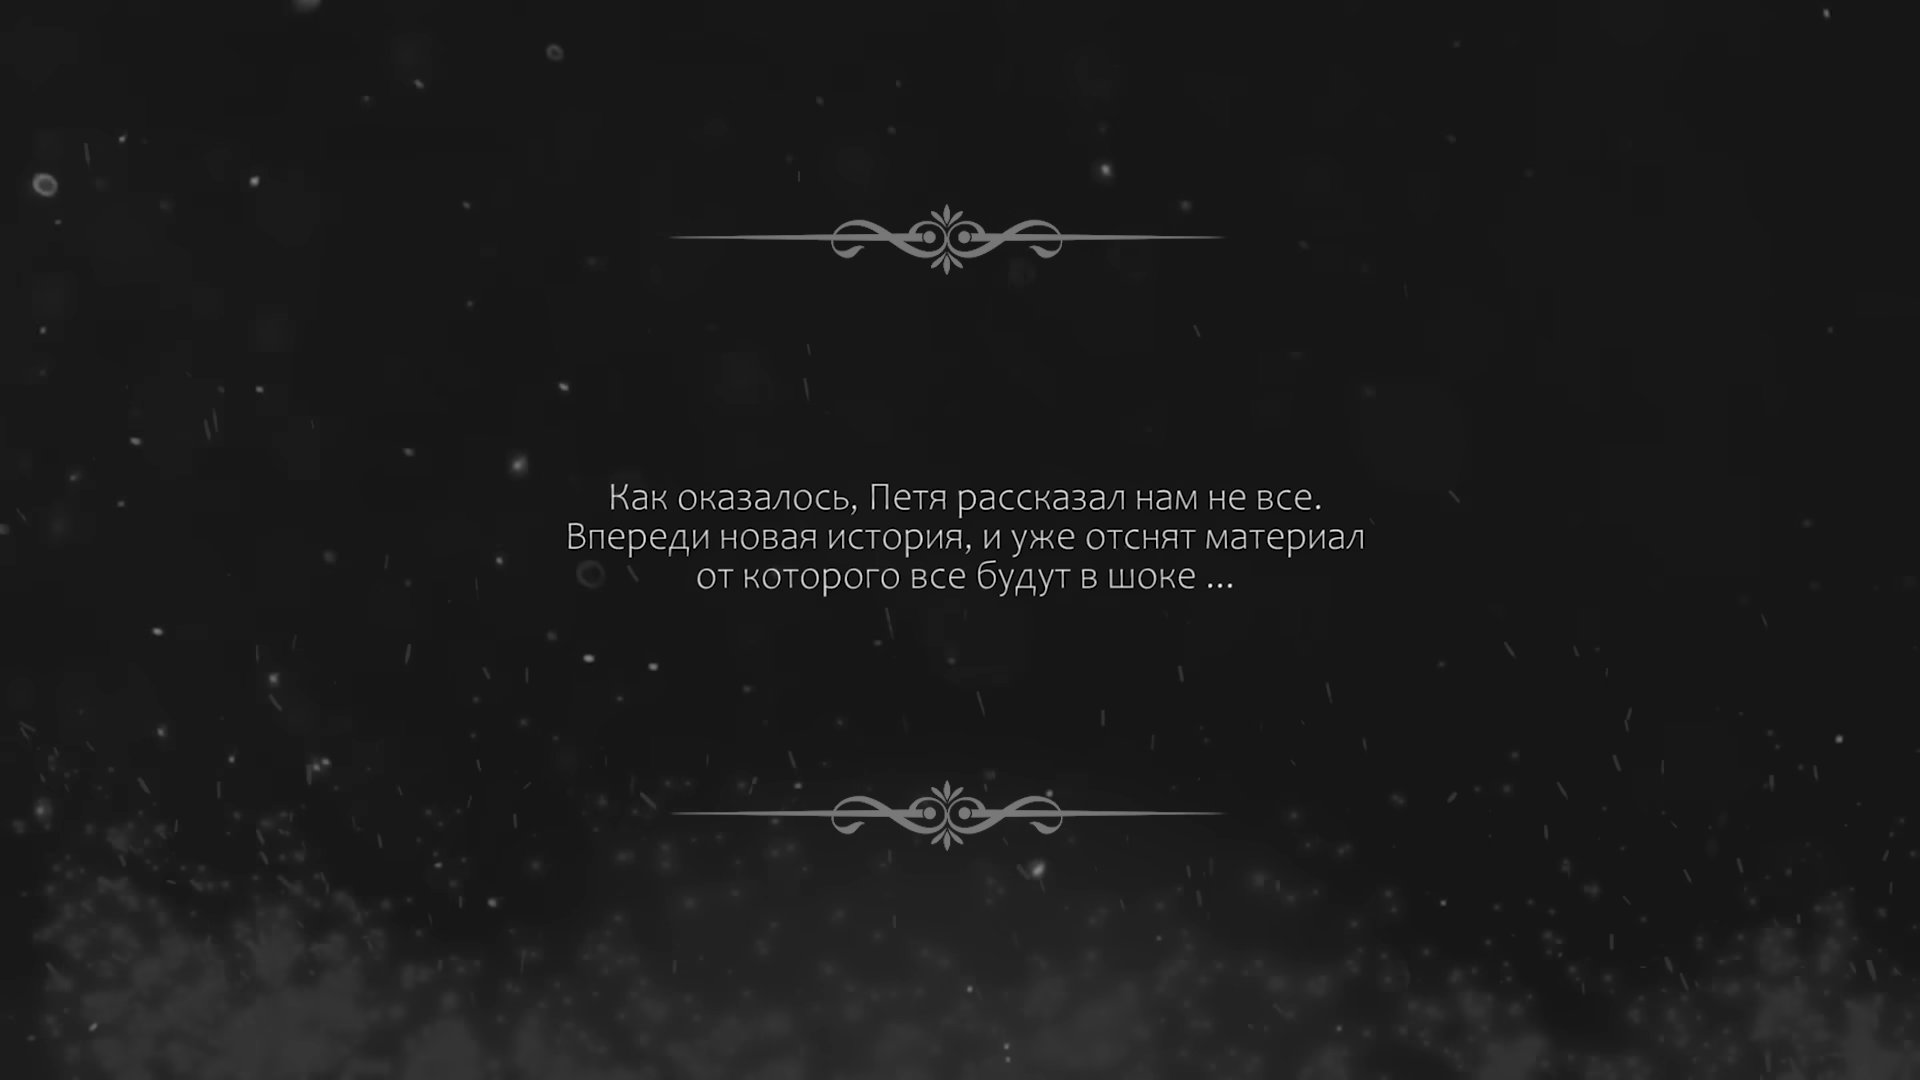 Как оказалось, Петя рассказал нам не все.
Впереди новая история, и уже отснят материал
от которого все будут в шоке ...